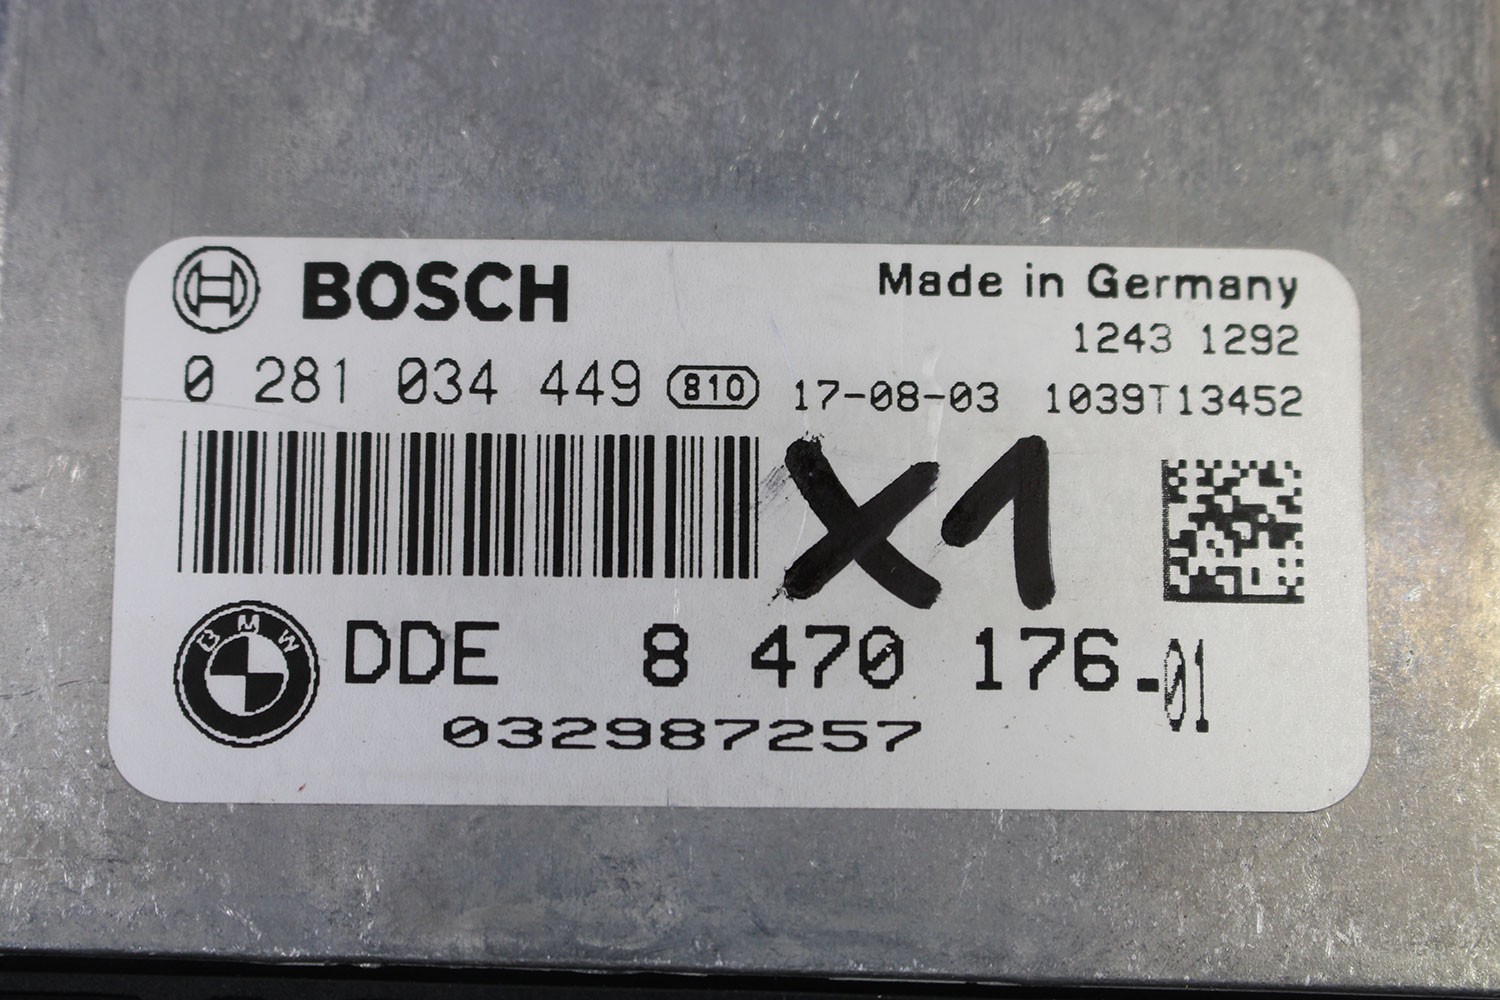 BOSCH
Made in Germany
1243 1292
0 281 034 449 810 17-08-03 1039T13452
X1
BMW DDE 8 470 176-01
032987257